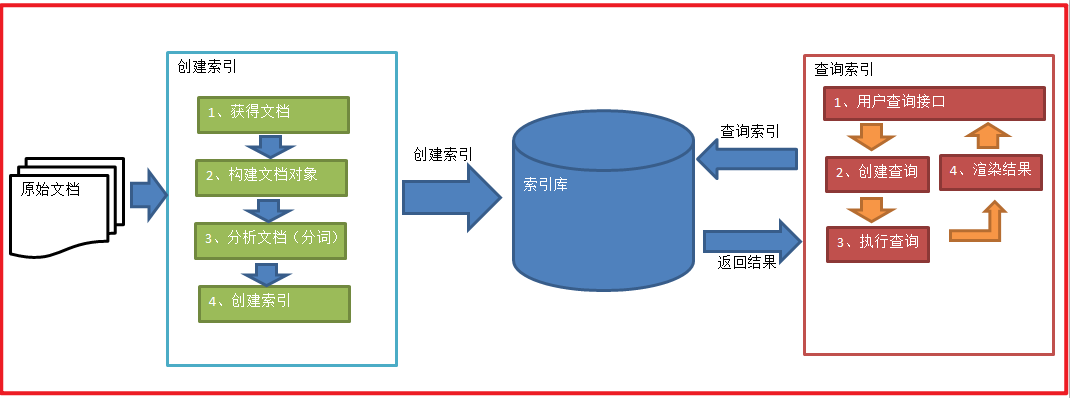 原始文档
创建索引
1、获得文档
2、构建文档对象
3、分析文档（分词）
4、创建索引
创建索引
索引库
查询索引
返回结果
查询索引
1、用户查询接口
2、创建查询
4、渲染结果
3、执行查询